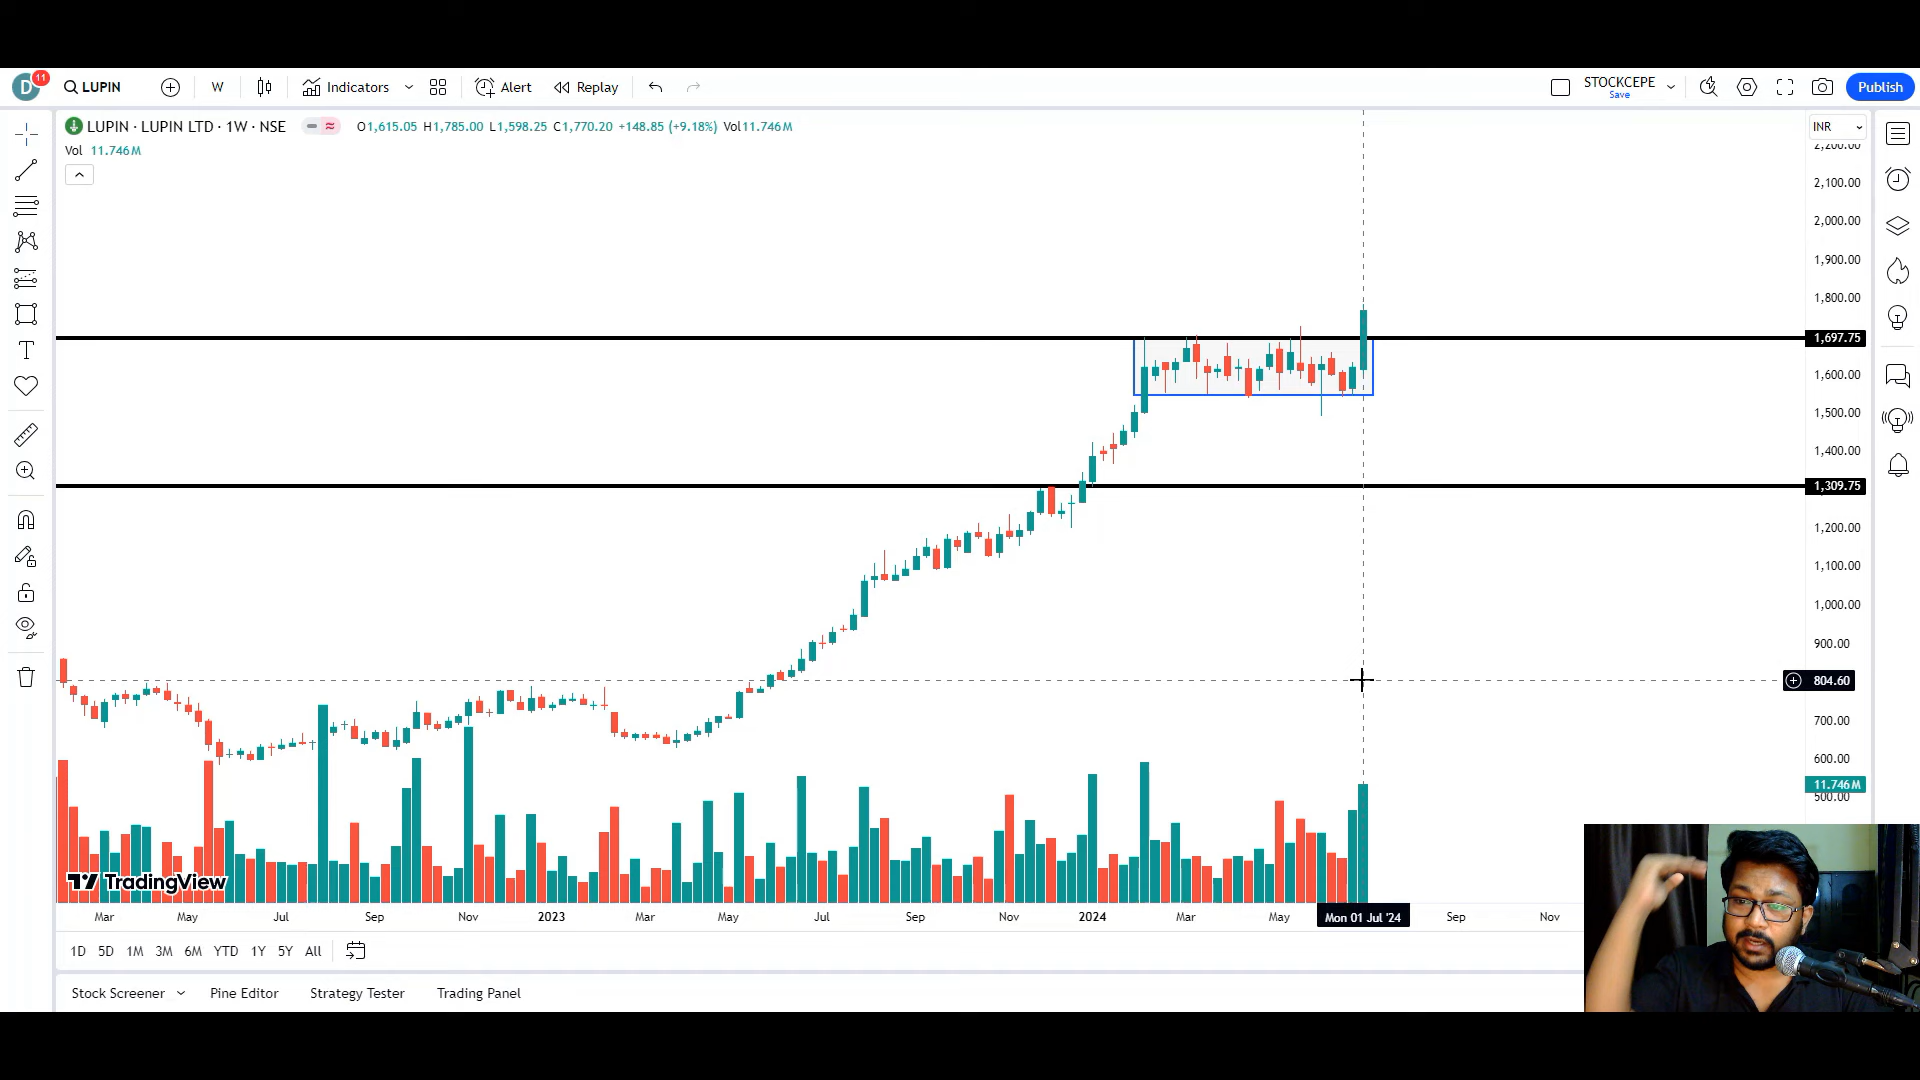 D 11 LUPIN W Indicators Alert Replay STOCKCEPE Save Publish
LUPIN · LUPIN LTD · 1W · NSE O1,615.05 H1,785.00 L1,598.25 C1,770.20 +148.85 (+9.18%) Vol11.746M INR
Vol 11.746M
2,200.00
2,100.00
2,000.00
1,900.00
1,800.00
1,697.75
1,600.00
1,500.00
1,400.00
1,309.75
1,200.00
1,100.00
1,000.00
900.00
804.60
700.00
600.00
11.746M
500.00
TradingView
Mar May Jul Sep Nov 2023 Mar May Jul Sep Nov 2024 Mar May Mon 01 Jul '24 Sep Nov
1D 5D 1M 3M 6M YTD 1Y 5Y All
Stock Screener Pine Editor Strategy Tester Trading Panel